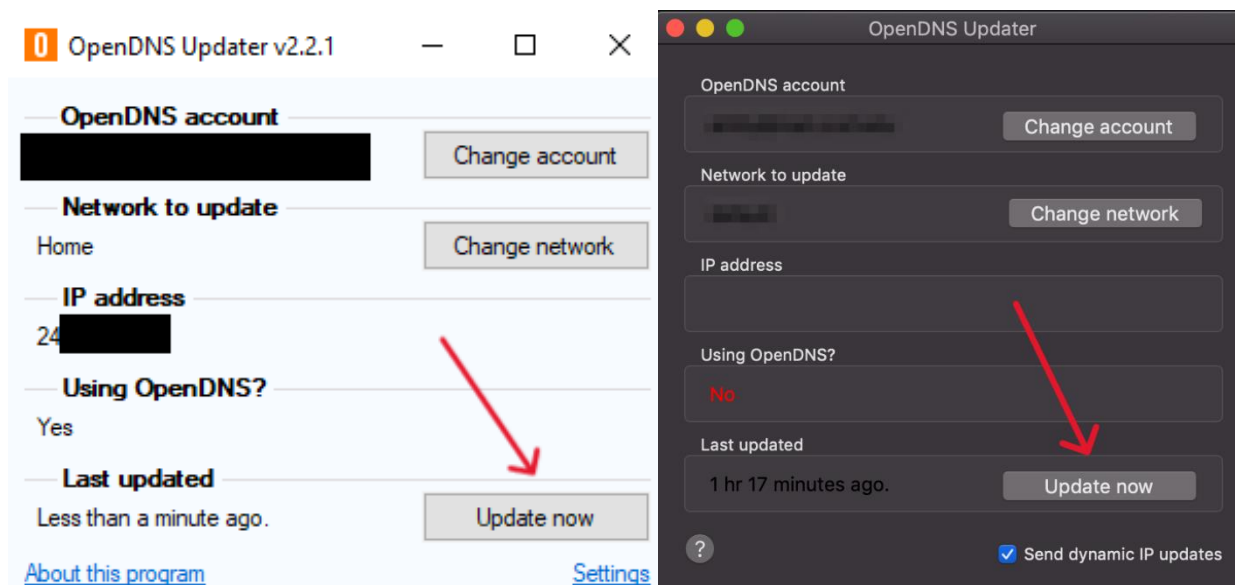 OpenDNS Updater v2.2.1
OpenDNS account
Change account
Network to update
Home
Change network
IP address
24
Using OpenDNS?
Yes
Last updated
Less than a minute ago.
Update now
About this program
Settings
OpenDNS Updater
OpenDNS account
Change account
Network to update
Change network
IP address
Using OpenDNS?
No
Last updated
1 hr 17 minutes ago.
Update now
?
Send dynamic IP updates